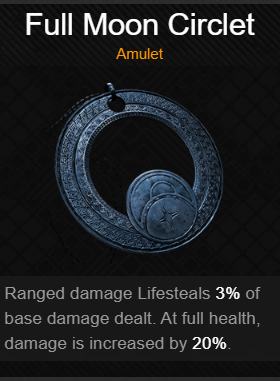 Full Moon Circlet
Amulet
Ranged damage Lifesteals 3% of
base damage dealt. At full health,
damage is increased by 20%.